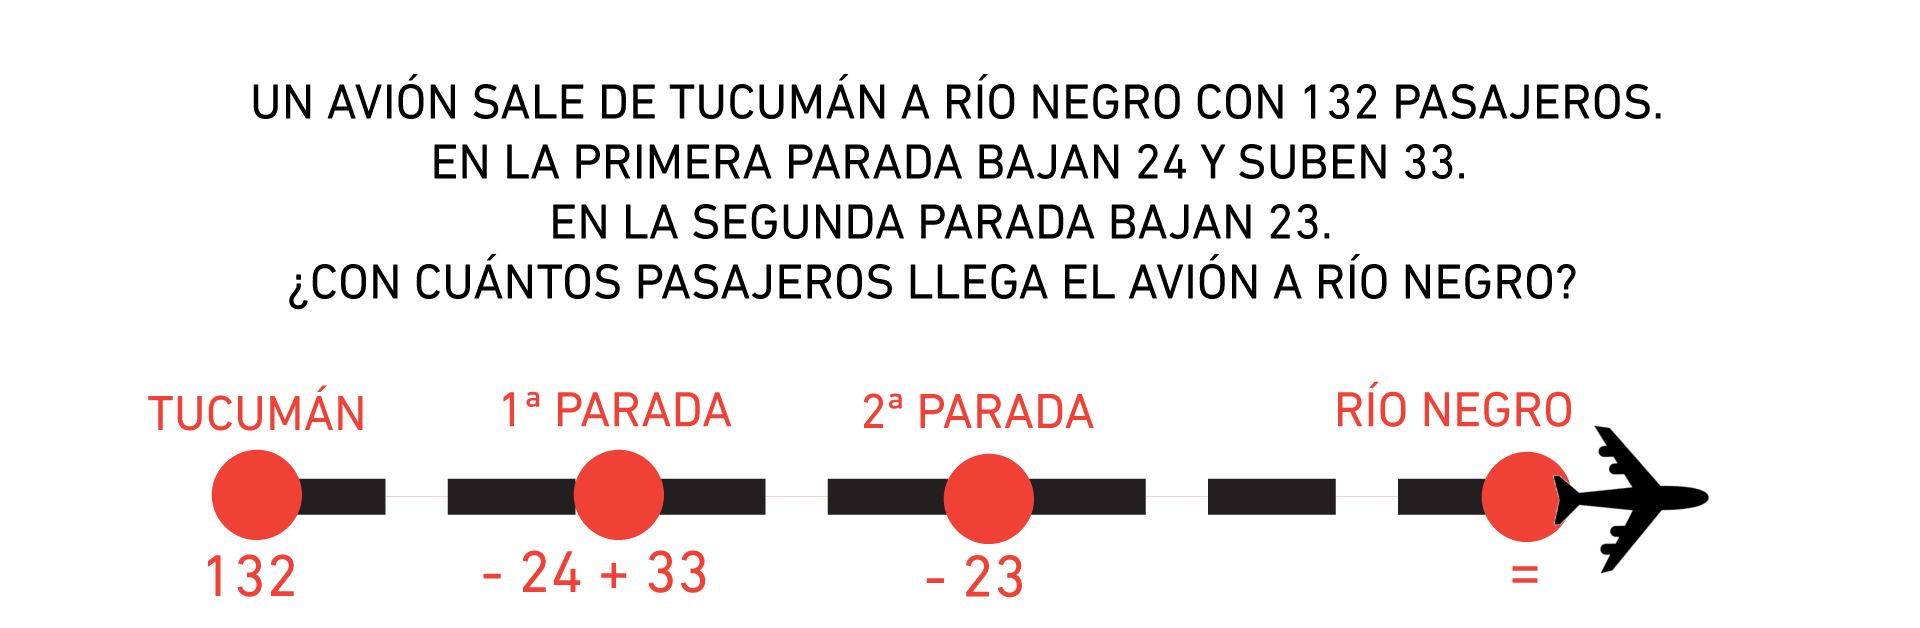 UN AVIÓN SALE DE TUCUMÁN A RÍO NEGRO CON 132 PASAJEROS.
EN LA PRIMERA PARADA BAJAN 24 Y SUBEN 33.
EN LA SEGUNDA PARADA BAJAN 23.
¿CON CUÁNTOS PASAJEROS LLEGA EL AVIÓN A RÍO NEGRO?
TUCUMÁN 1ª PARADA 2ª PARADA RÍO NEGRO
132 - 24 + 33 - 23 =